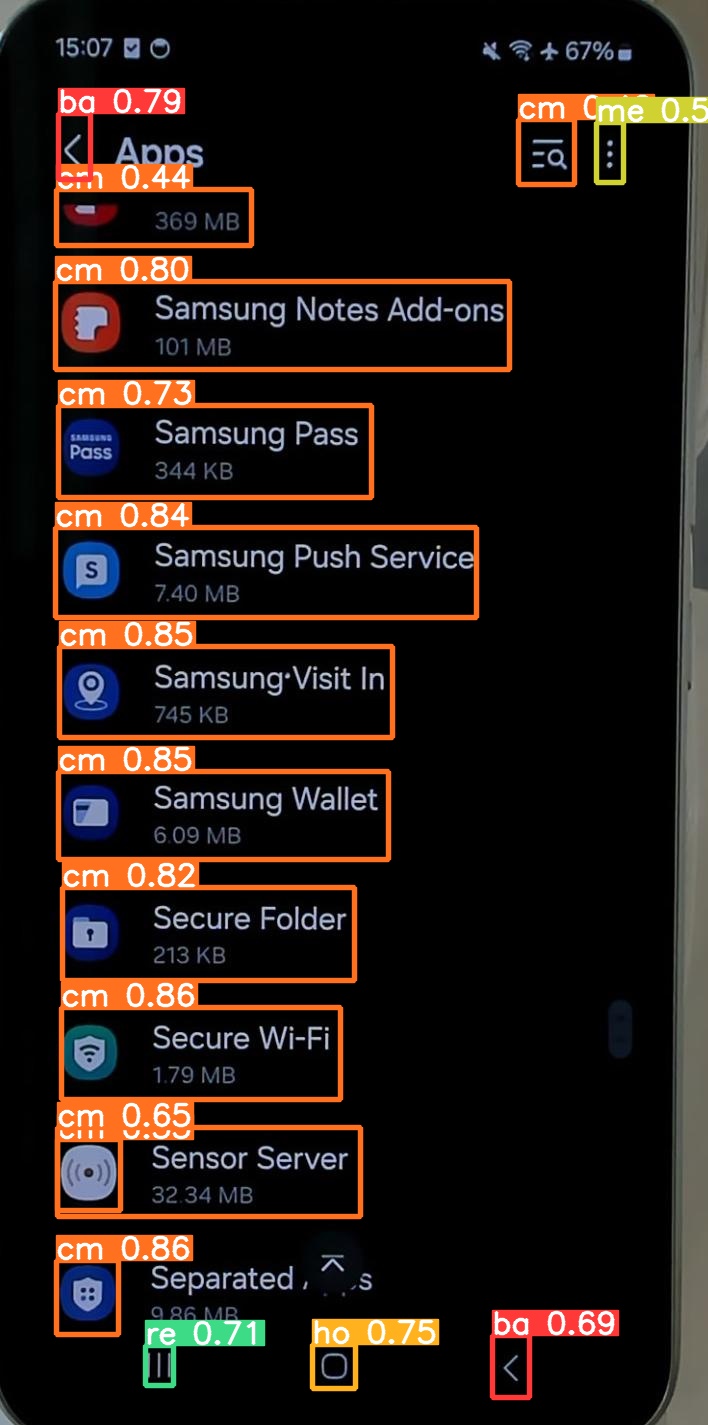 15:07 67%
ba 0.79
cm 0. me 0.5
Apps
cm 0.44
369 MB
cm 0.80
Samsung Notes Add-ons
101 MB
cm 0.73
SAMSUNG
Pass
Samsung Pass
344 KB
cm 0.84
S
Samsung Push Service
7.40 MB
cm 0.85
Samsung Visit In
745 KB
cm 0.85
Samsung Wallet
6.09 MB
cm 0.82
Secure Folder
213 KB
cm 0.86
Secure Wi-Fi
1.79 MB
cm 0.65
Sensor Server
32.34 MB
cm 0.86
Separated
9.86 MB
re 0.71 ho 0.75 ba 0.69